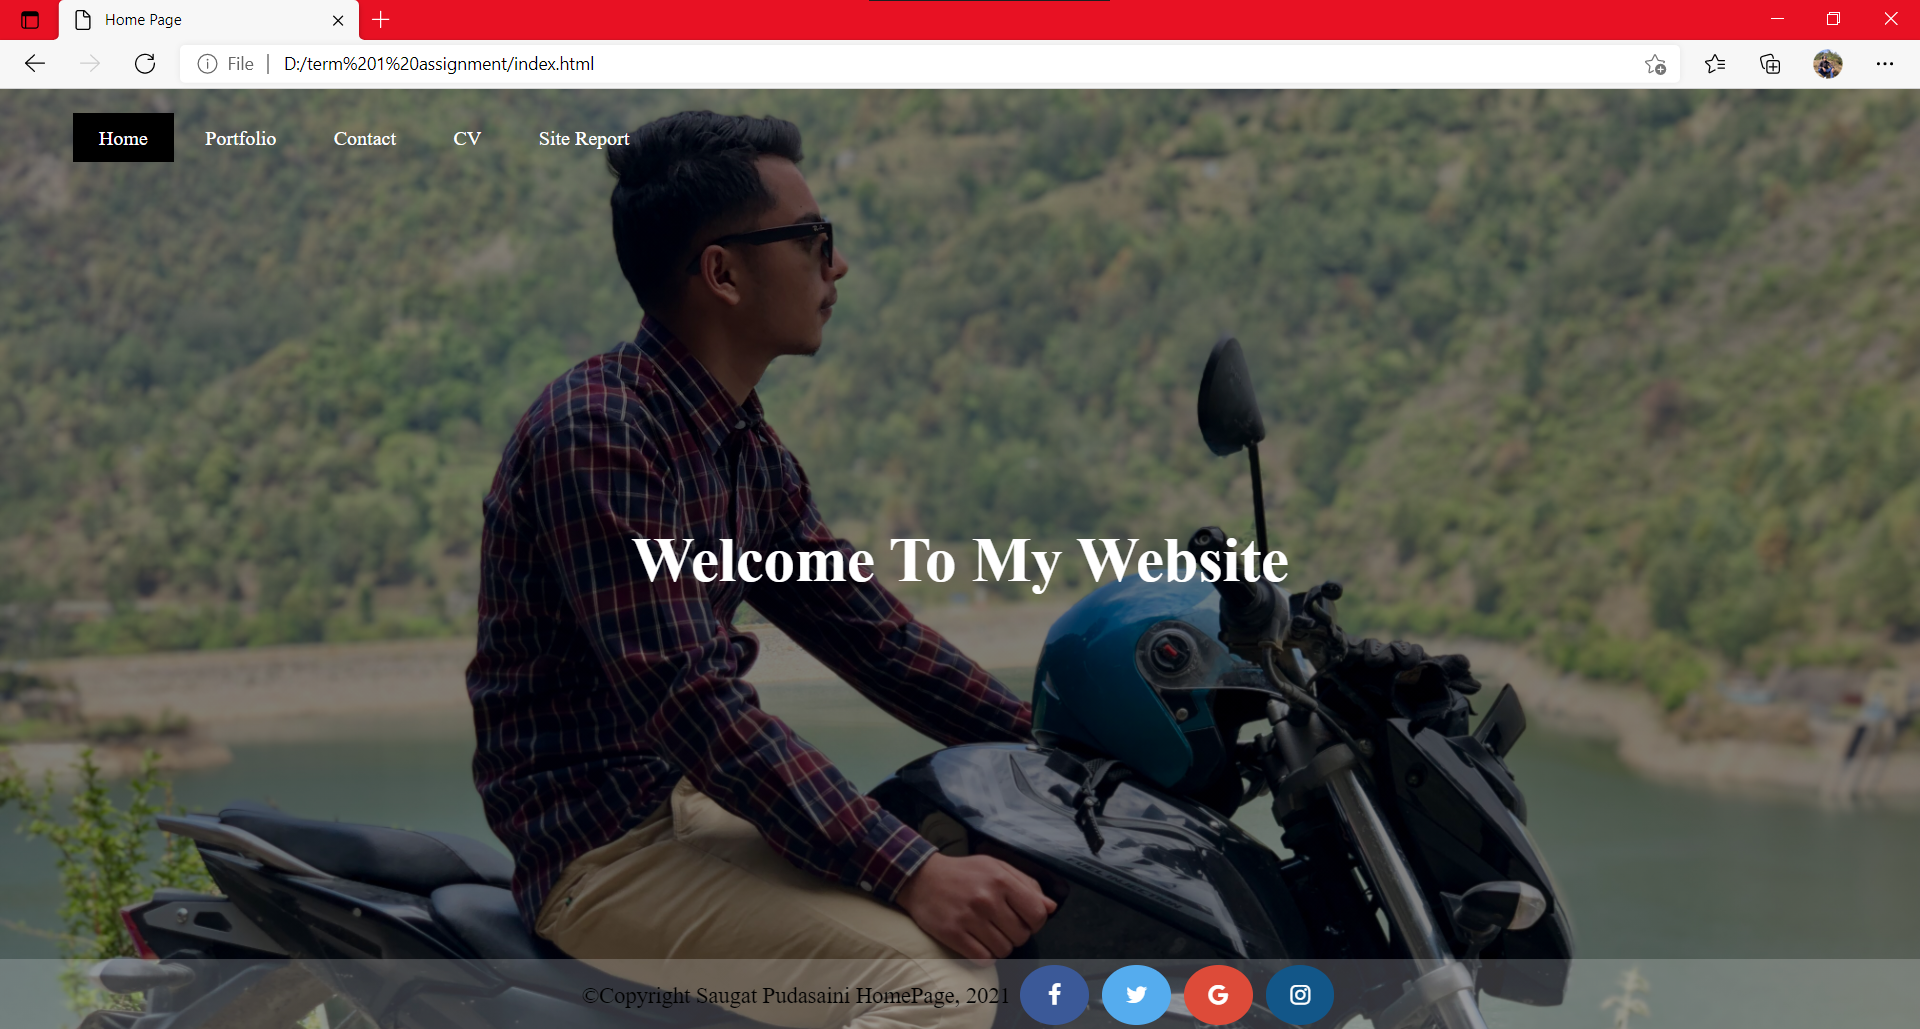 Home Page
File
D:/term%201%20assignment/index.html
Home Portfolio Contact CV Site Report
Welcome To My Website
©Copyright Saugat Pudasaini HomePage, 2021